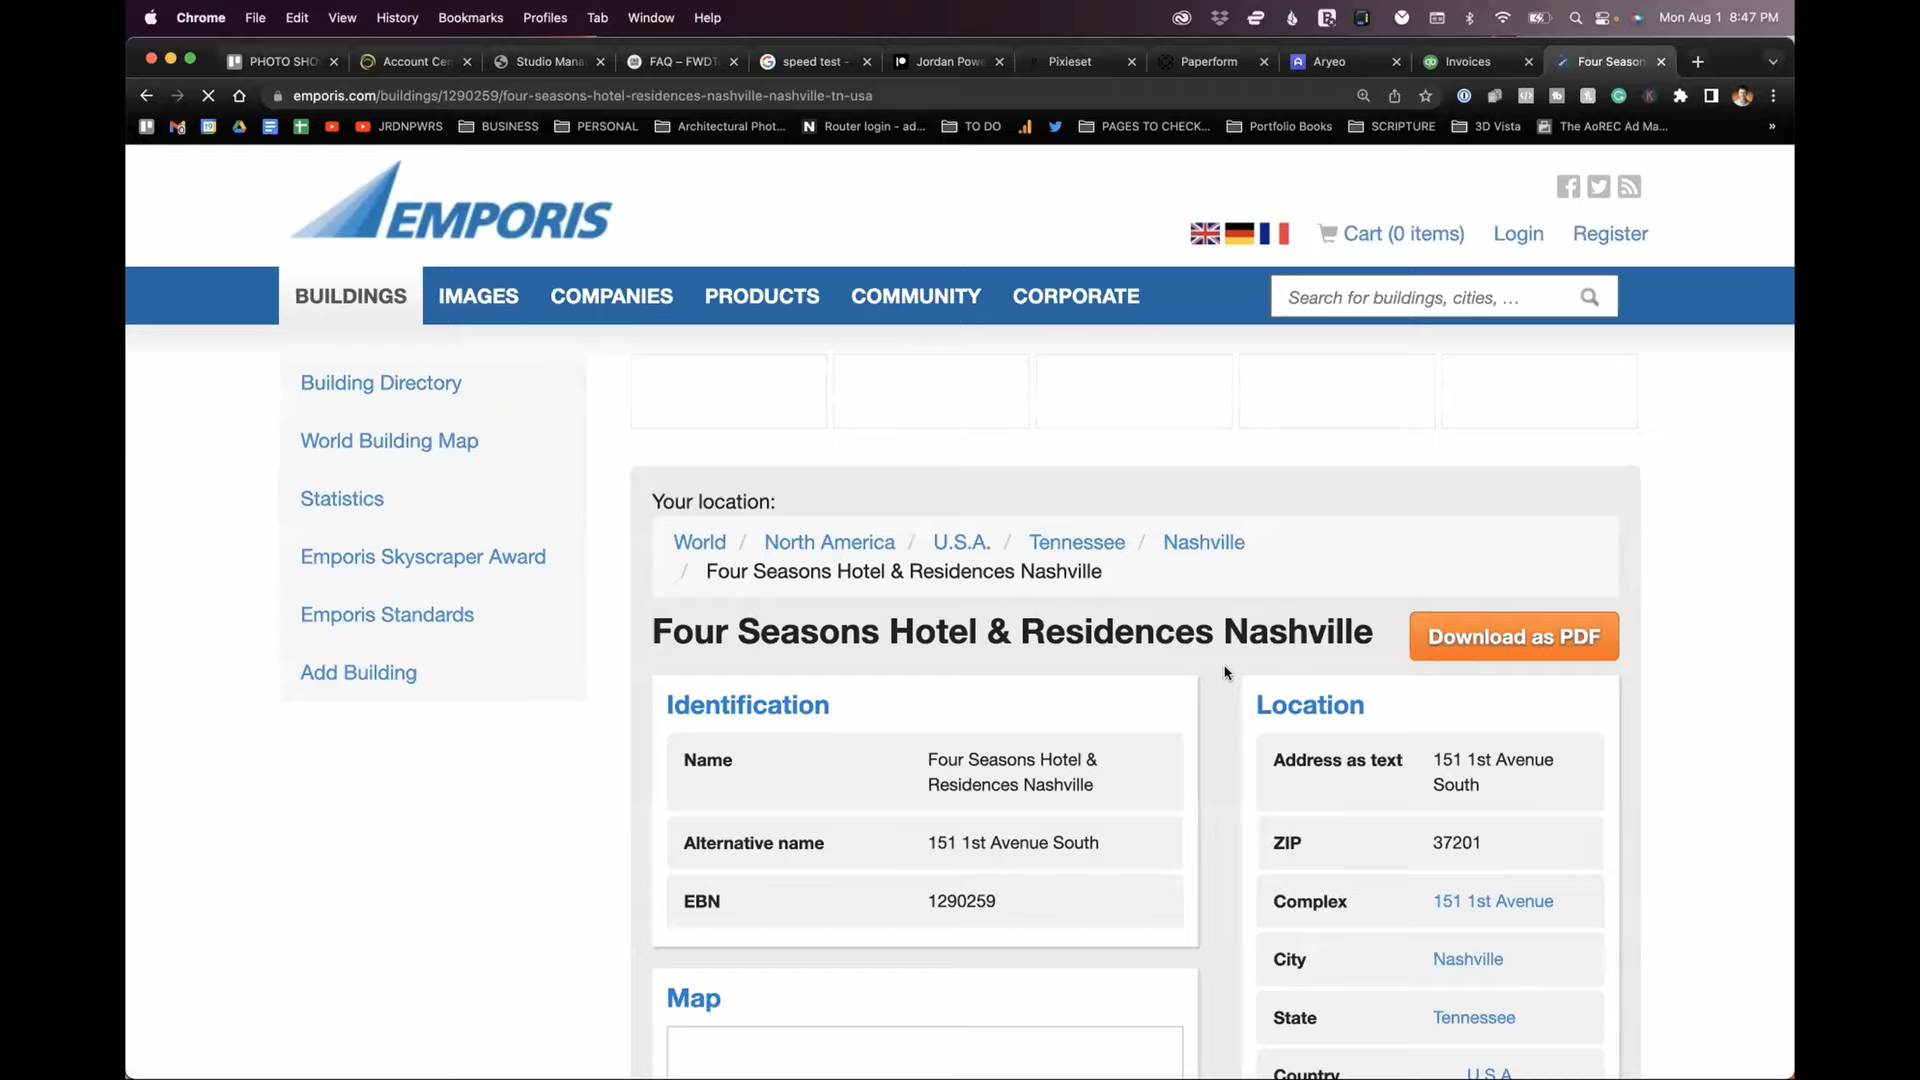 Chrome File Edit View History Bookmarks Profiles Tab Window Help Mon Aug 1 8:47 PM
PHOTO SHO Account Cen Studio Mana FAQ – FWDT speed test - Jordan Powe Pixieset Paperform Aryeo Invoices Four Season
emporis.com/buildings/1290259/four-seasons-hotel-residences-nashville-nashville-tn-usa
JRDNPWRS BUSINESS PERSONAL Architectural Phot... Router login - ad... TO DO PAGES TO CHECK... Portfolio Books SCRIPTURE 3D Vista The AoREC Ad Ma... »
EMPORIS
Cart (0 items) Login Register
BUILDINGS IMAGES COMPANIES PRODUCTS COMMUNITY CORPORATE Search for buildings, cities, ...
Building Directory
World Building Map
Statistics
Emporis Skyscraper Award
Emporis Standards
Add Building
Your location:
World / North America / U.S.A. / Tennessee / Nashville
/ Four Seasons Hotel & Residences Nashville
Four Seasons Hotel & Residences Nashville Download as PDF
Identification
Name Four Seasons Hotel &
Residences Nashville
Alternative name 151 1st Avenue South
EBN 1290259
Map
Location
Address as text 151 1st Avenue
South
ZIP 37201
Complex 151 1st Avenue
City Nashville
State Tennessee
Country U.S.A.